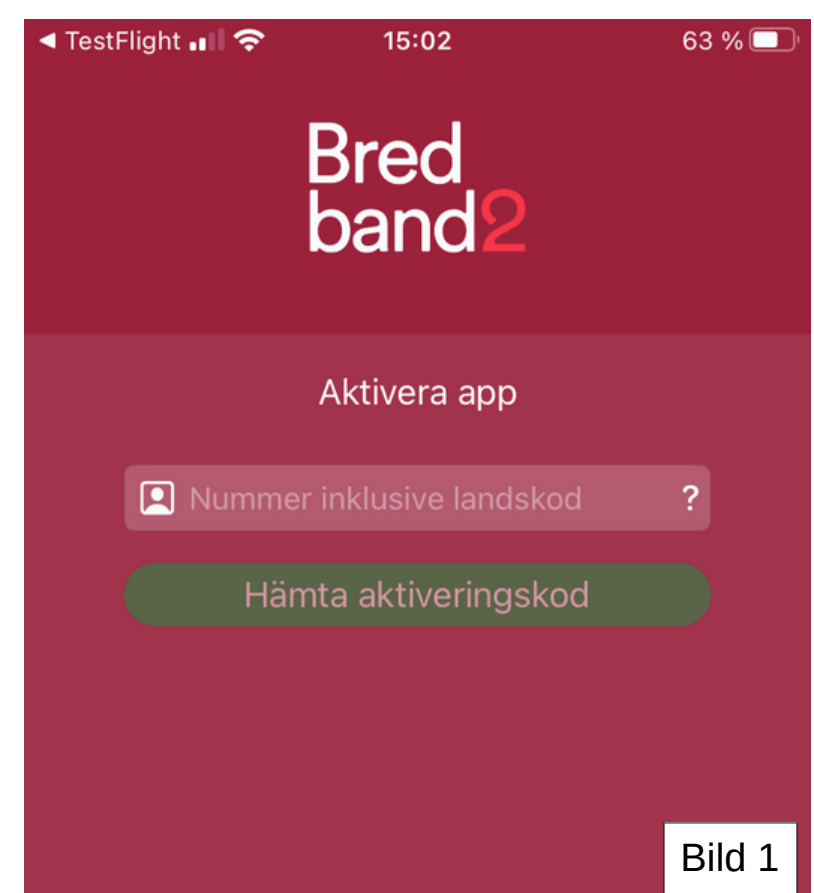 ◀ TestFlight 15:02 63 %
Bred
band2
Aktivera app
Nummer inklusive landskod ?
Hämta aktiveringskod
Bild 1